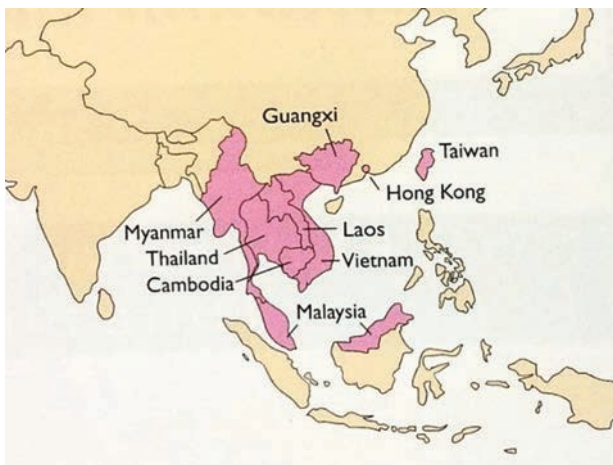 Guangxi
Taiwan
Hong Kong
Myanmar
Laos
Thailand
Vietnam
Cambodia
Malaysia